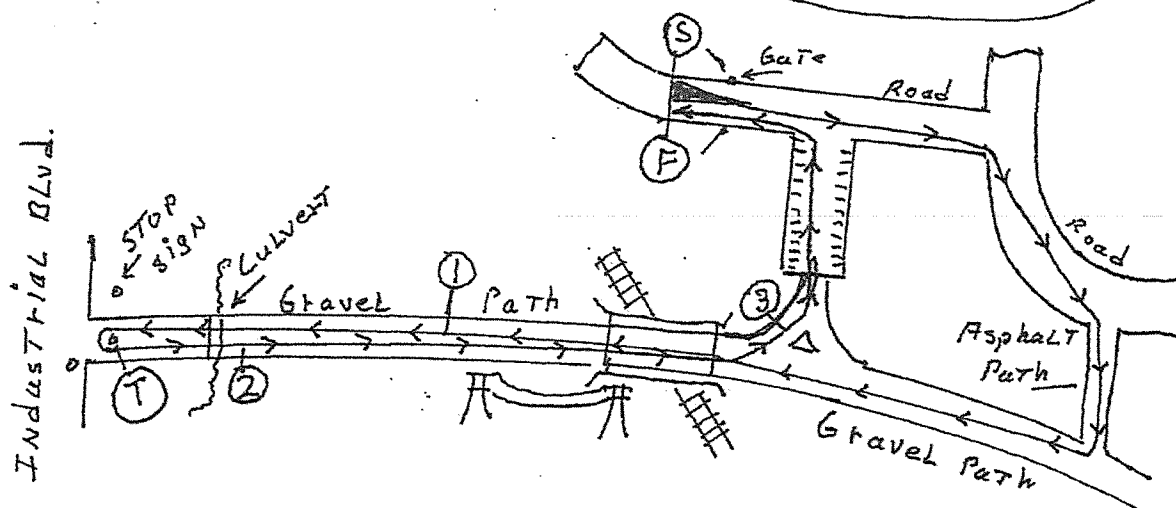 S
Gate
Road
F
Industrial Blvd.
STOP
sign
Culvert
1
Gravel Path
3
Road
Asphalt
Path
T
2
Gravel Path